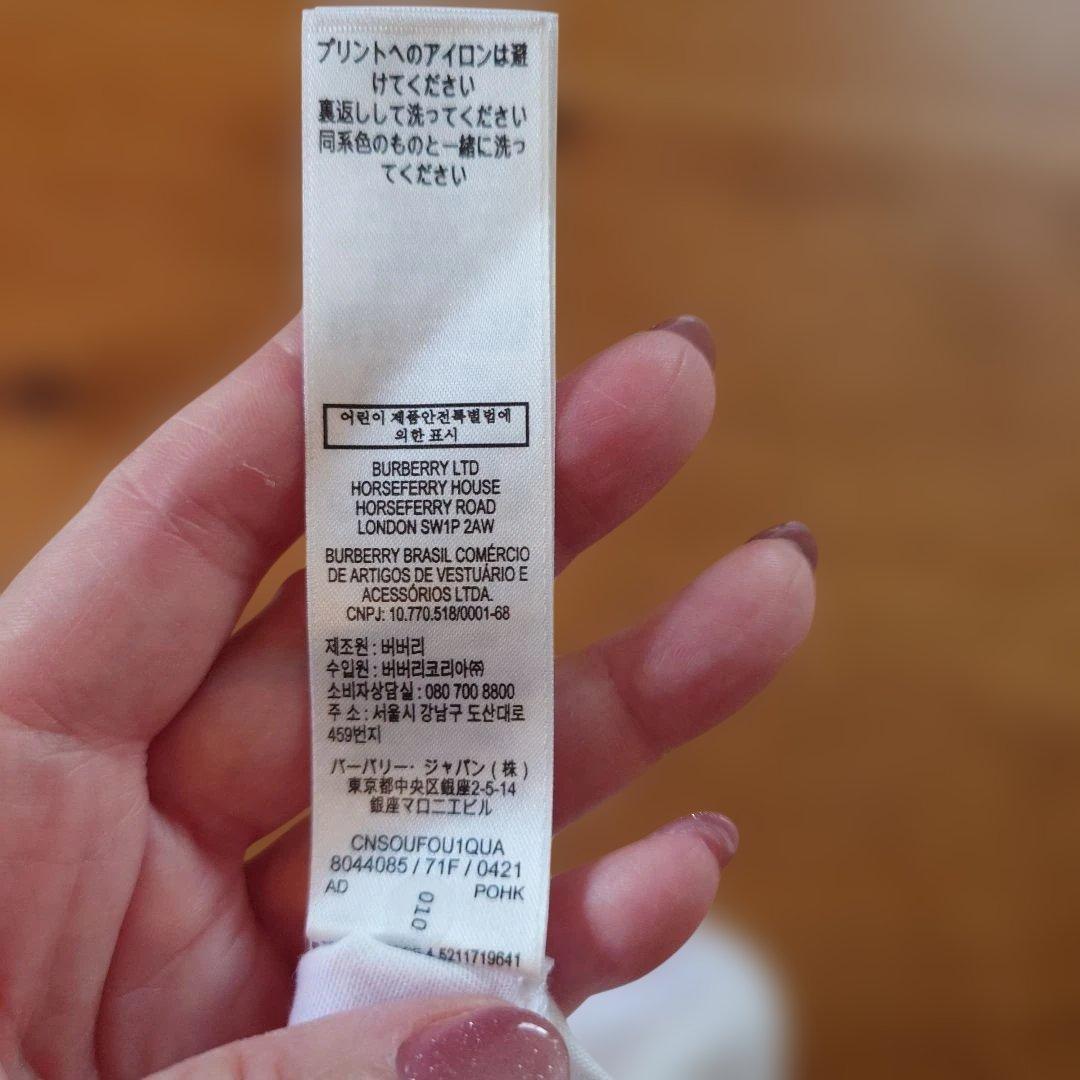 プリントへのアイロンは避
けてください
裏返しして洗ってください
同系色のものと一緒に洗っ
てください
어린이 제품안전특별법에
의한 표시
BURBERRY LTD
HORSEFERRY HOUSE
HORSEFERRY ROAD
LONDON SW1P 2AW
BURBERRY BRASIL COMÉRCIO
DE ARTIGOS DE VESTUÁRIO E
ACESSÓRIOS LTDA.
CNPJ: 10.770.518/0001-68
제조원 : 버버리
수입원 : 버버리코리아㈜
소비자상담실 : 080 700 8800
주 소 : 서울시 강남구 도산대로
459번지
バーバリー・ジャパン ( 株 )
東京都中央区銀座2-5-14
銀座マロニエビル
CNSOUFOU1QUA
8044085 / 71F / 0421
AD POHK
010
5211719641